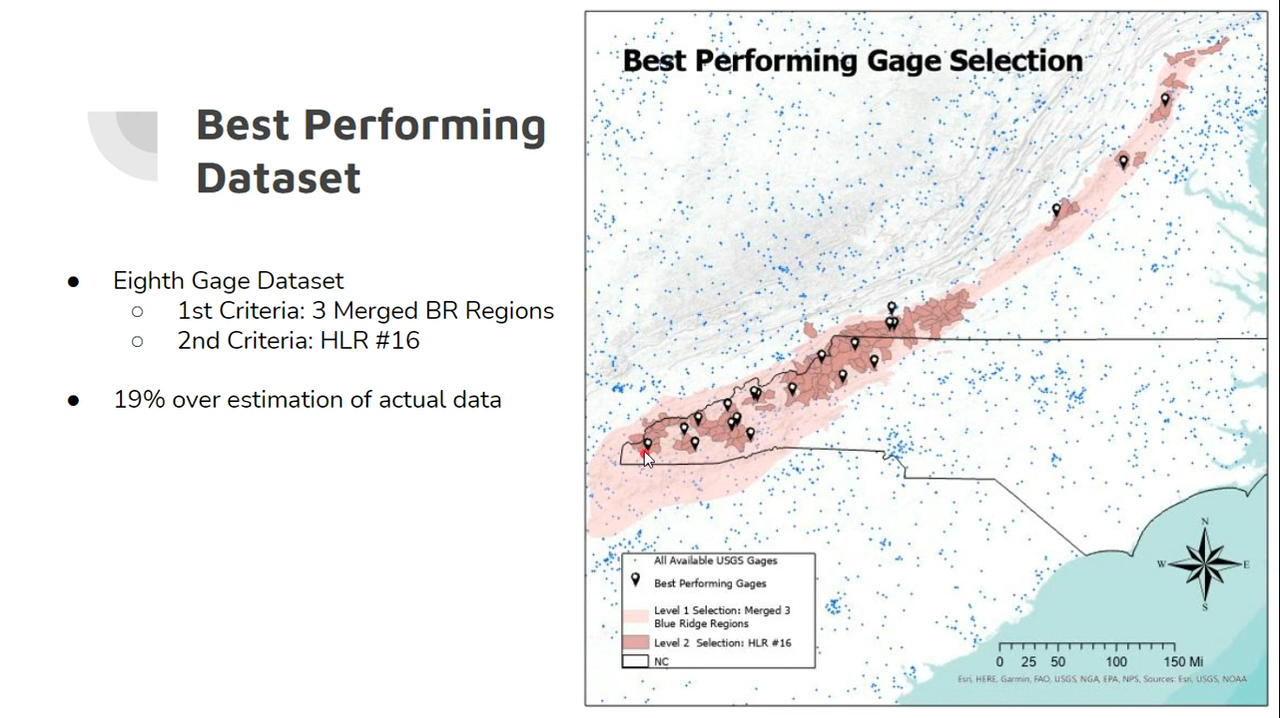 Best Performing
Dataset
● Eighth Gage Dataset
○ 1st Criteria: 3 Merged BR Regions
○ 2nd Criteria: HLR #16
● 19% over estimation of actual data
Best Performing Gage Selection
All Available USGS Gages
Best Performing Gages
Level 1 Selection: Merged 3
Blue Ridge Regions
Level 2 Selection: HLR #16
NC
N
W E
S
0 25 50 100 150 Mi
Esri, HERE, Garmin, FAO, USGS, NGA, EPA, NPS, Sources: Esri, USGS, NOAA